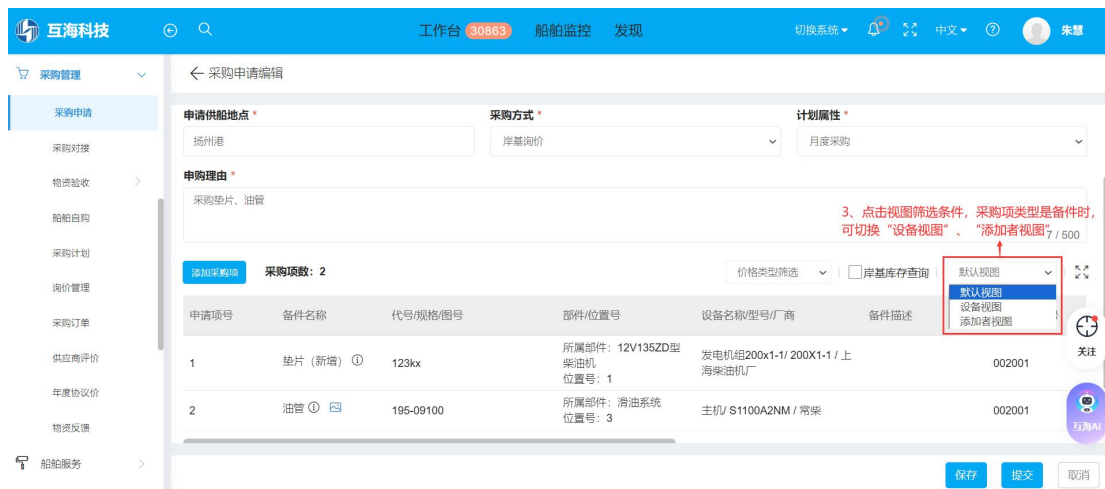 互海科技
工作台 30863 船舶监控 发现
切换系统 中文 朱慧
采购管理
采购申请
采购对接
物资验收
船舶自购
采购计划
询价管理
采购订单
供应商评价
年度协议价
物资反馈
船舶服务
采购申请编辑
申请供船地点 * 采购方式 * 计划属性 *
扬州港 岸基询价 月度采购
申购理由 *
采购垫片、油管
3、点击视图筛选条件，采购项类型是备件时，
可切换“设备视图”、“添加者视图”
7 / 500
添加采购项 采购项数：2 价格类型筛选 岸基库存查询 默认视图
默认视图
设备视图
添加者视图
申请项号 备件名称 代号/规格/图号 部件/位置号 设备名称/型号/厂商 备件描述
1 垫片（新增） 123kx 所属部件：12V135ZD型
柴油机
位置号：1
发电机组200x1-1/ 200X1-1 / 上
海柴油机厂
002001
2 油管 195-09100 所属部件：滑油系统
位置号：3
主机/ S1100A2NM / 常柴 002001
关注
互海AI
保存 提交 取消